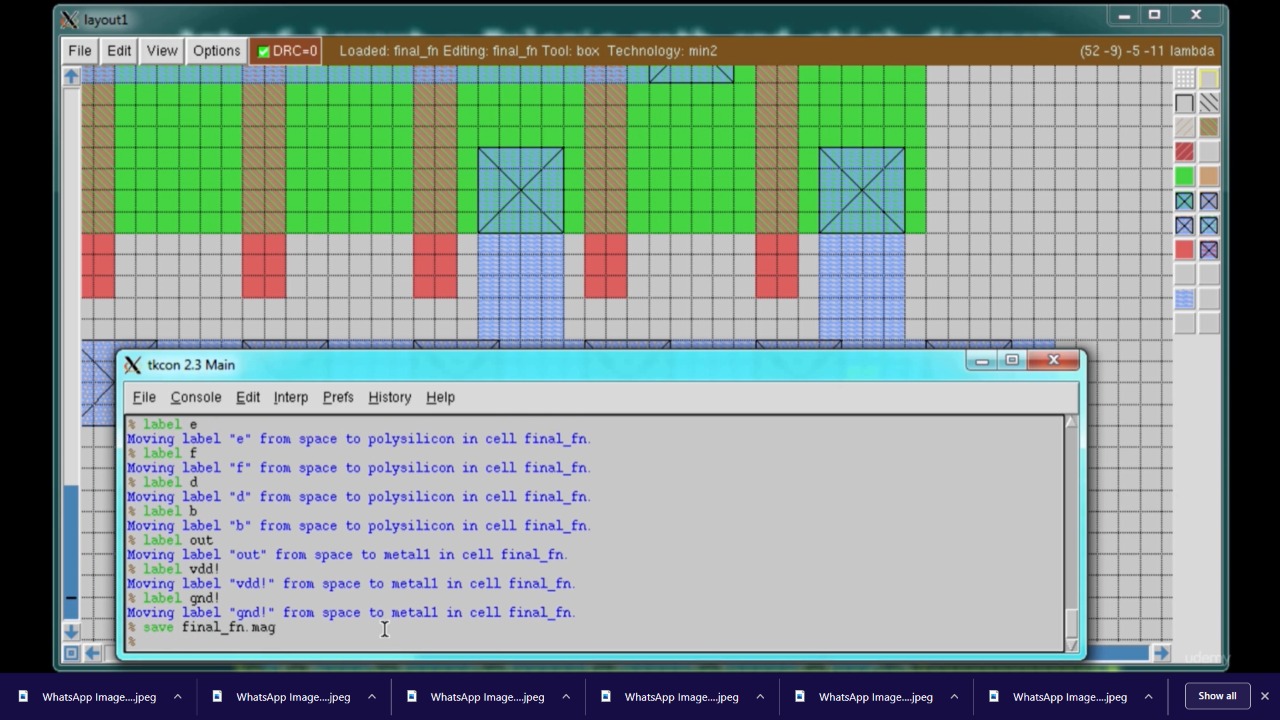 layout1
File Edit View Options DRC=0 Loaded: final_fn Editing: final_fn Tool: box Technology: min2 (52 -9) -5 -11 lambda
tkcon 2.3 Main
File Console Edit Interp Prefs History Help
% label e
Moving label "e" from space to polysilicon in cell final_fn.
% label f
Moving label "f" from space to polysilicon in cell final_fn.
% label d
Moving label "d" from space to polysilicon in cell final_fn.
% label b
Moving label "b" from space to polysilicon in cell final_fn.
% label out
Moving label "out" from space to metal1 in cell final_fn.
% label vdd!
Moving label "vdd!" from space to metal1 in cell final_fn.
% label gnd!
Moving label "gnd!" from space to metal1 in cell final_fn.
% save final_fn.mag
%
udemy
WhatsApp Image....jpeg WhatsApp Image....jpeg WhatsApp Image....jpeg WhatsApp Image....jpeg WhatsApp Image....jpeg WhatsApp Image....jpeg Show all